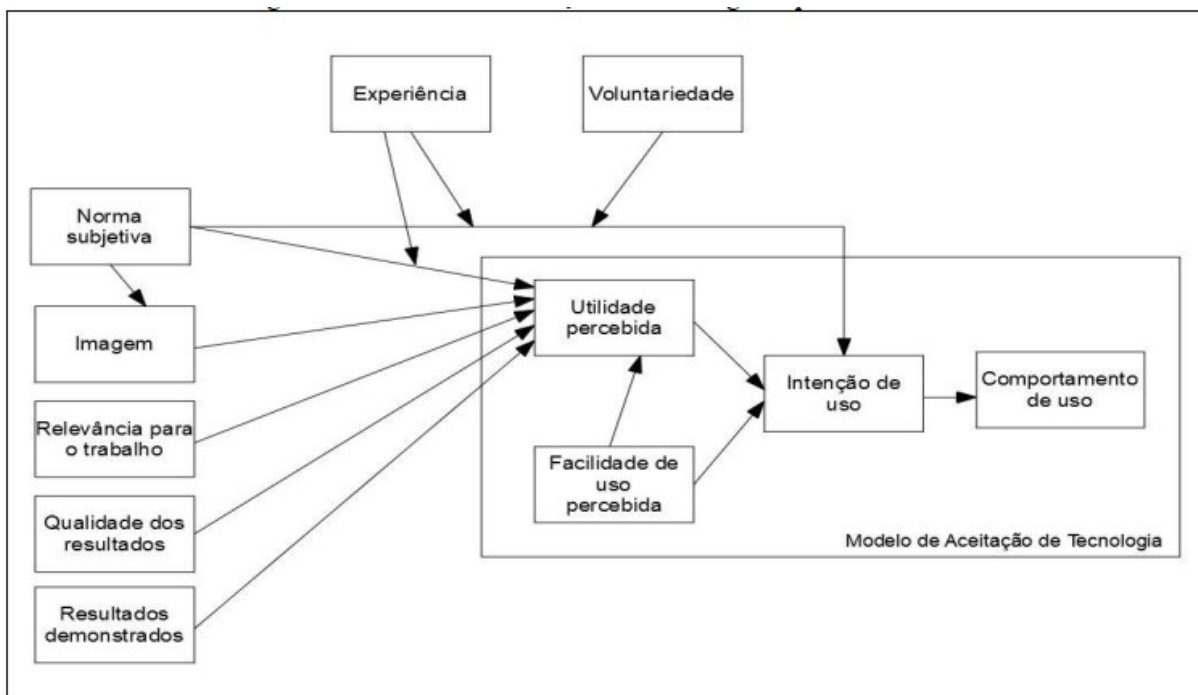 Experiência
Voluntariedade
Norma
subjetiva
Imagem
Relevância para
o trabalho
Qualidade dos
resultados
Resultados
demonstrados
Utilidade
percebida
Facilidade de
uso
percebida
Intenção de
uso
Comportamento
de uso
Modelo de Aceitação de Tecnologia